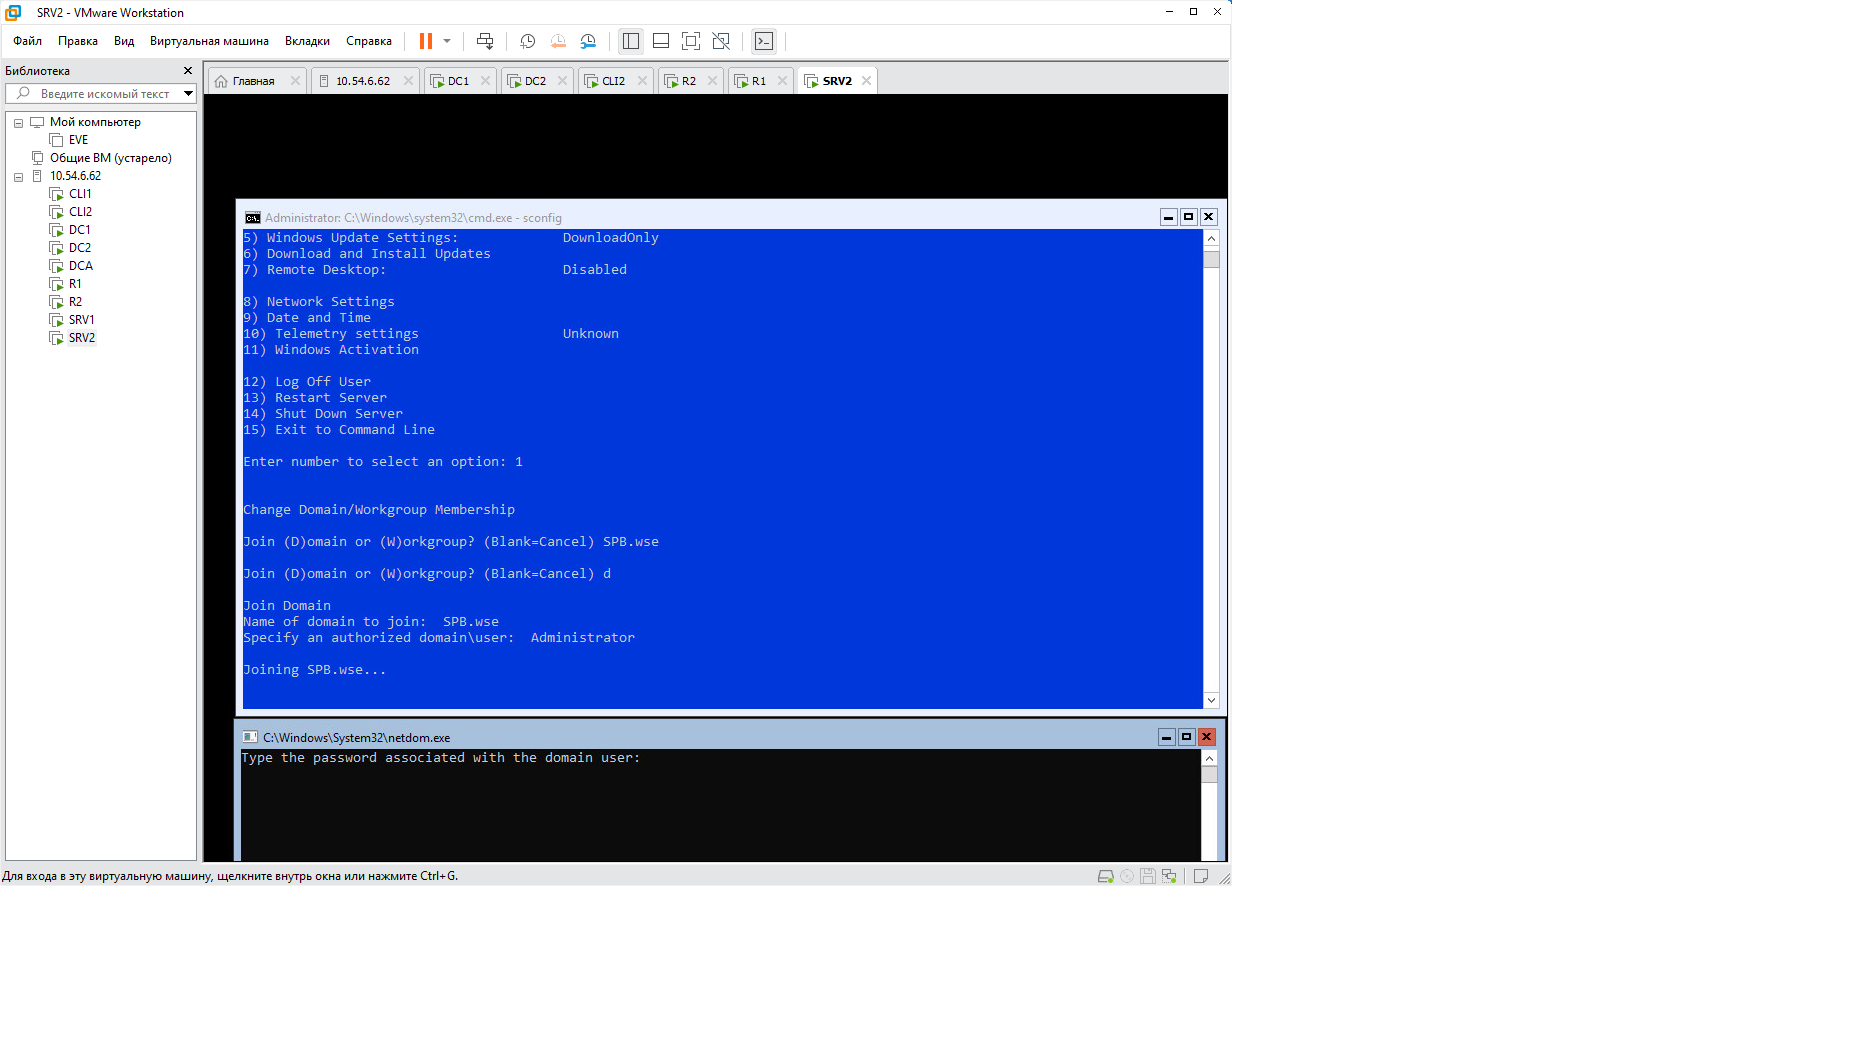 SRV2 - VMware Workstation
Файл Правка Вид Виртуальная машина Вкладки Справка
Библиотека
Введите искомый текст
Мой компьютер
EVE
Общие ВМ (устарело)
10.54.6.62
CLI1
CLI2
DC1
DC2
DCA
R1
R2
SRV1
SRV2
Главная 10.54.6.62 DC1 DC2 CLI2 R2 R1 SRV2
Administrator: C:\Windows\system32\cmd.exe - sconfig
5) Windows Update Settings: DownloadOnly
6) Download and Install Updates
7) Remote Desktop: Disabled
8) Network Settings
9) Date and Time
10) Telemetry settings Unknown
11) Windows Activation
12) Log Off User
13) Restart Server
14) Shut Down Server
15) Exit to Command Line
Enter number to select an option: 1
Change Domain/Workgroup Membership
Join (D)omain or (W)orkgroup? (Blank=Cancel) SPB.wse
Join (D)omain or (W)orkgroup? (Blank=Cancel) d
Join Domain
Name of domain to join: SPB.wse
Specify an authorized domain\user: Administrator
Joining SPB.wse...
C:\Windows\System32\netdom.exe
Type the password associated with the domain user:
Для входа в эту виртуальную машину, щелкните внутрь окна или нажмите Ctrl+G.